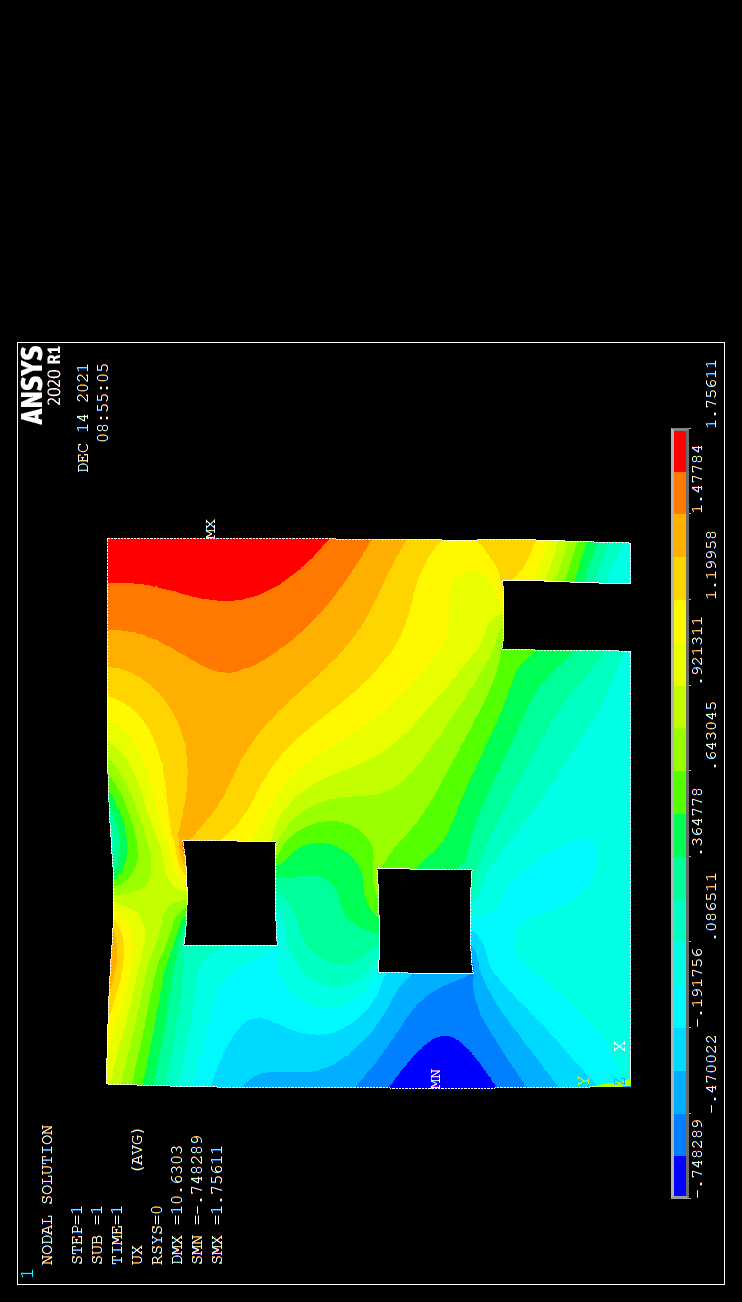 1
NODAL SOLUTION
STEP=1
SUB =1
TIME=1
UX (AVG)
RSYS=0
DMX =10.6303
SMN =-.748289
SMX =1.75611
ANSYS
2020 R1
DEC 14 2021
08:55:05
MX
MN
Y
Z
X
-.748289
-.470022
-.191756
.086511
.364778
.643045
.921311
1.19958
1.47784
1.75611